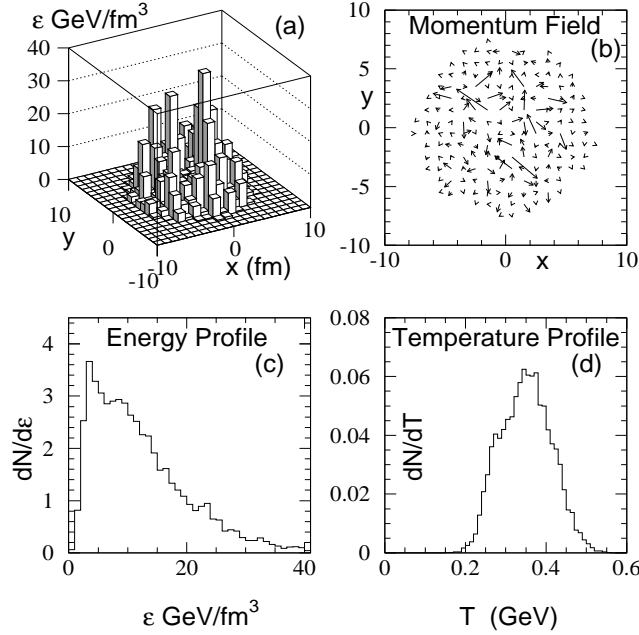 ε GeV/fm3
(a)
40
30
20
10
0
10
y
0
-10
-10
0
x (fm)
10
Momentum Field
(b)
10
5
y
0
-5
-10
-10
0
x
10
Energy Profile
(c)
dN/dε
4
3
2
1
0
0
20
40
ε GeV/fm3
Temperature Profile
(d)
dN/dT
0.08
0.06
0.04
0.02
0
0
0.2
0.4
0.6
T (GeV)